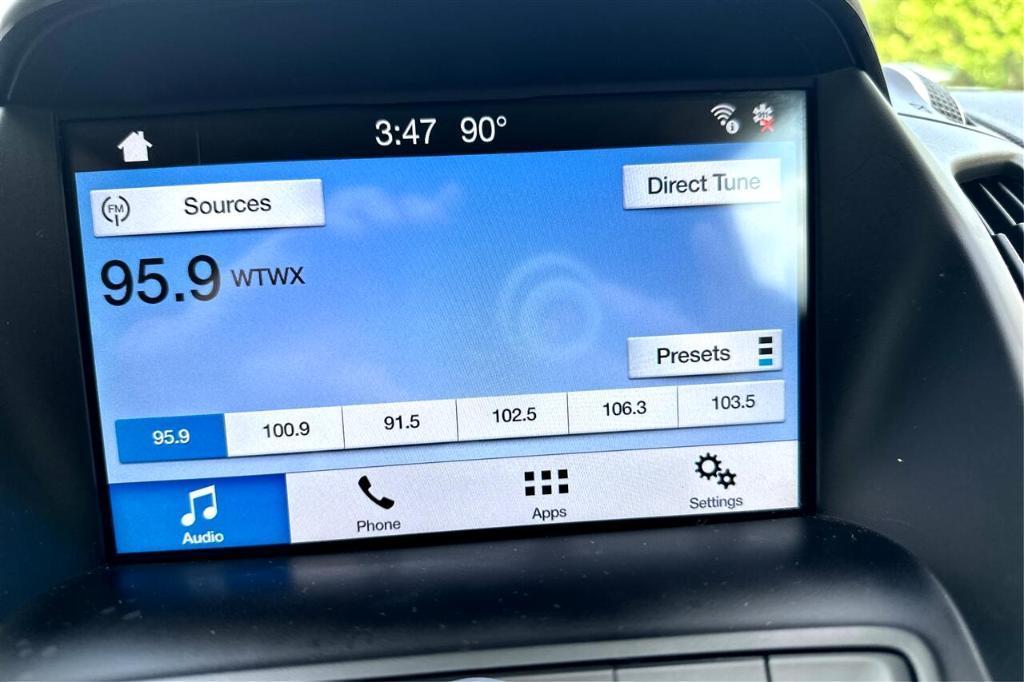 3:47 90°
FM Sources
Direct Tune
95.9 WTWX
Presets
95.9 100.9 91.5 102.5 106.3 103.5
Audio Phone Apps Settings